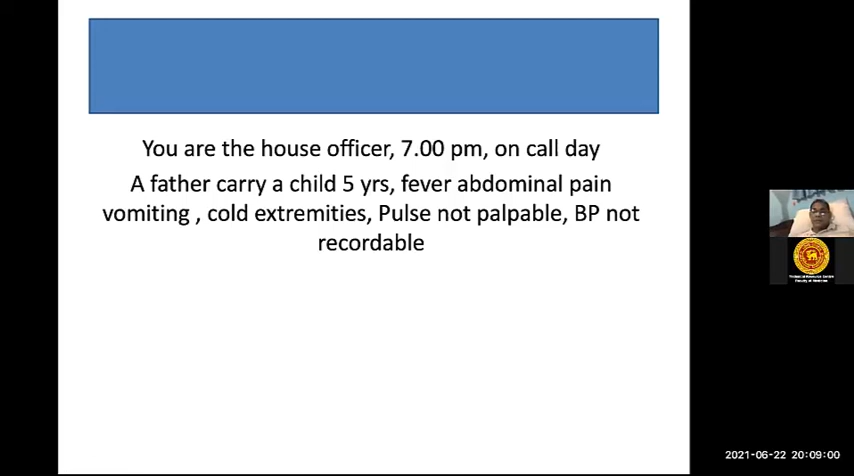 You are the house officer, 7.00 pm, on call day
A father carry a child 5 yrs, fever abdominal pain
vomiting , cold extremities, Pulse not palpable, BP not
recordable
2021-06-22 20:09:00